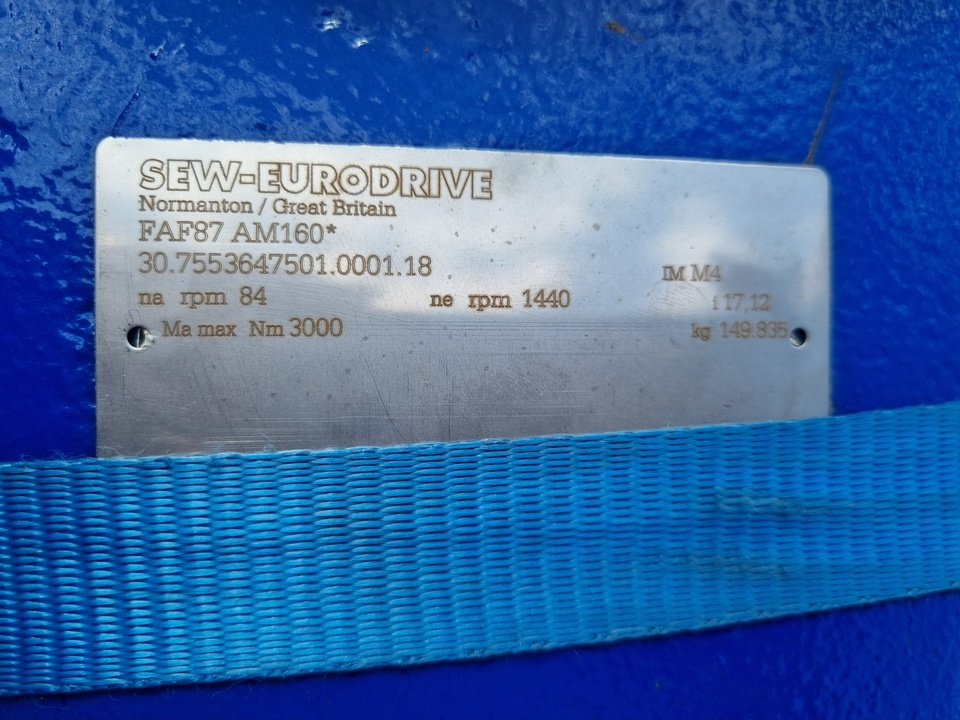 SEW-EURODRIVE
Normanton / Great Britain
FAF87 AM160*
30.7553647501.0001.18
IM M4
na rpm 84 ne rpm 1440 i 17,12
Ma max Nm 3000 kg 149.835